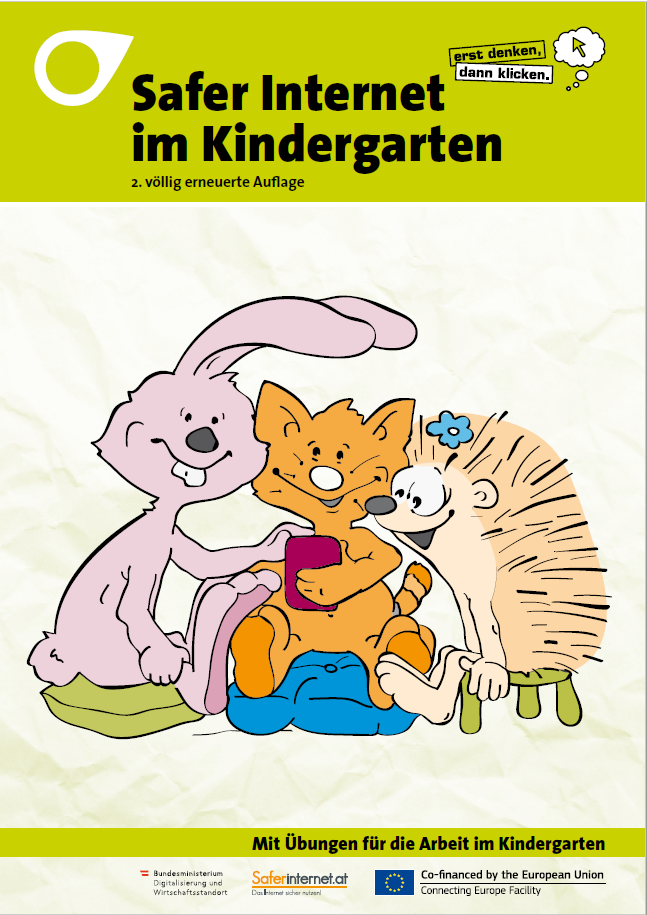 erst denken,
dann klicken.
Safer Internet
im Kindergarten
2. völlig erneuerte Auflage
Mit Übungen für die Arbeit im Kindergarten
Bundesministerium
Digitalisierung und
Wirtschaftsstandort
Saferinternet.at
Das Internet sicher nutzen!
Co-financed by the European Union
Connecting Europe Facility